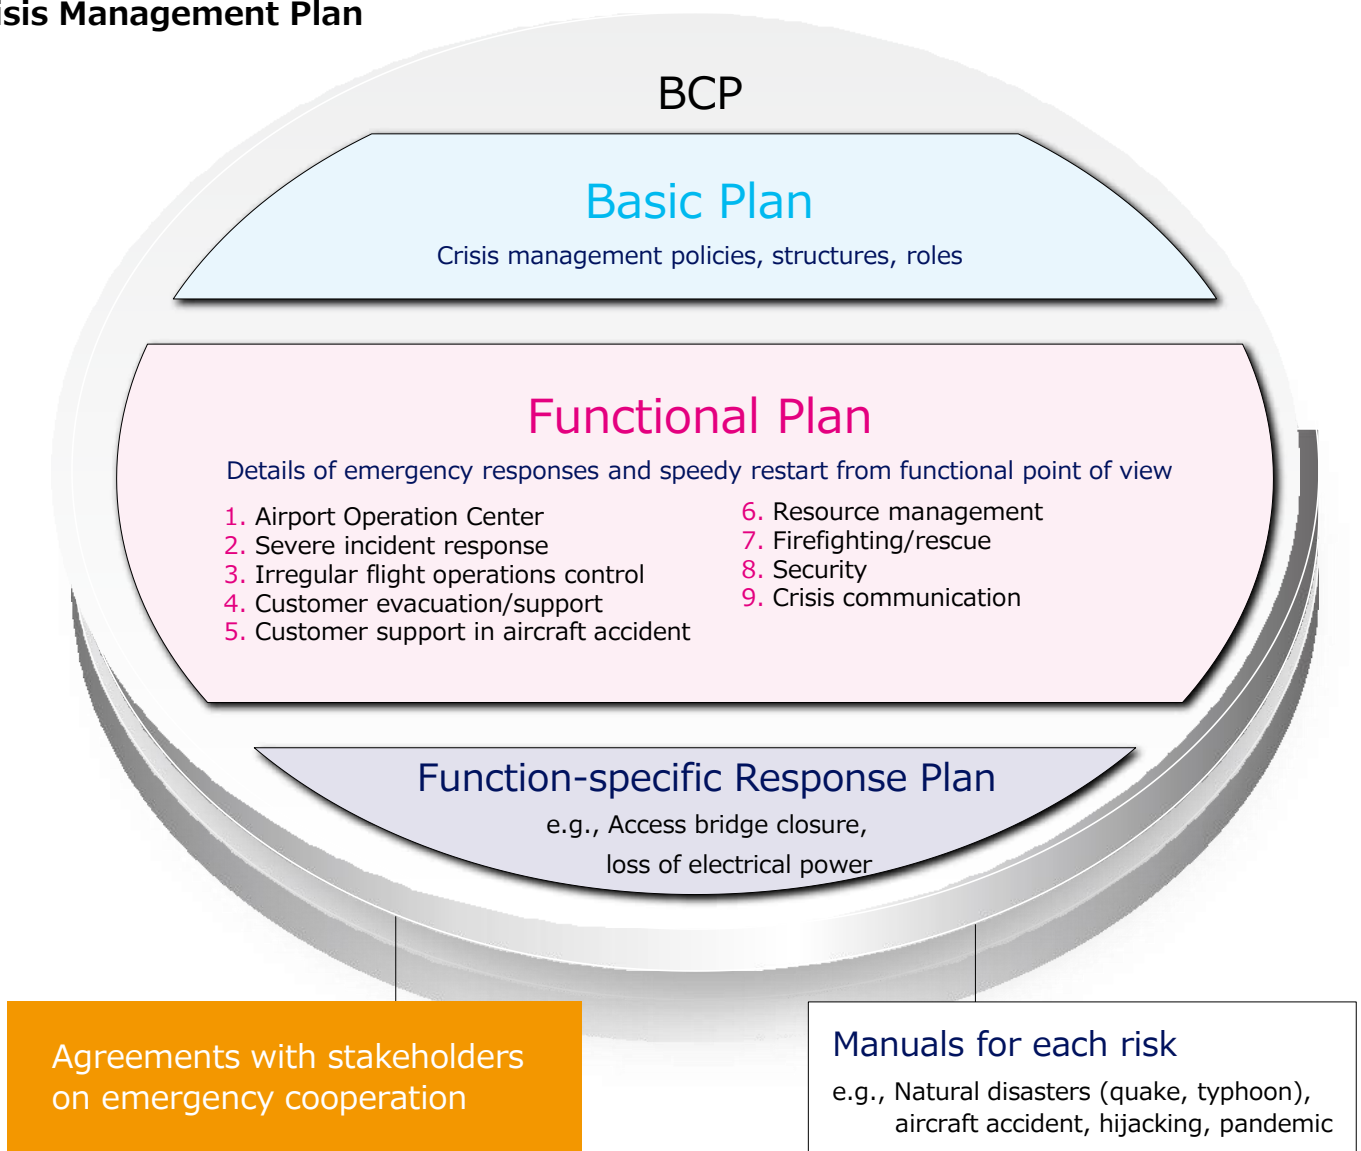 isis Management Plan
BCP
Basic Plan
Crisis management policies, structures, roles
Functional Plan
Details of emergency responses and speedy restart from functional point of view
1. Airport Operation Center
2. Severe incident response
3. Irregular flight operations control
4. Customer evacuation/support
5. Customer support in aircraft accident
6. Resource management
7. Firefighting/rescue
8. Security
9. Crisis communication
Function-specific Response Plan
e.g., Access bridge closure,
loss of electrical power
Agreements with stakeholders
on emergency cooperation
Manuals for each risk
e.g., Natural disasters (quake, typhoon),
aircraft accident, hijacking, pandemic